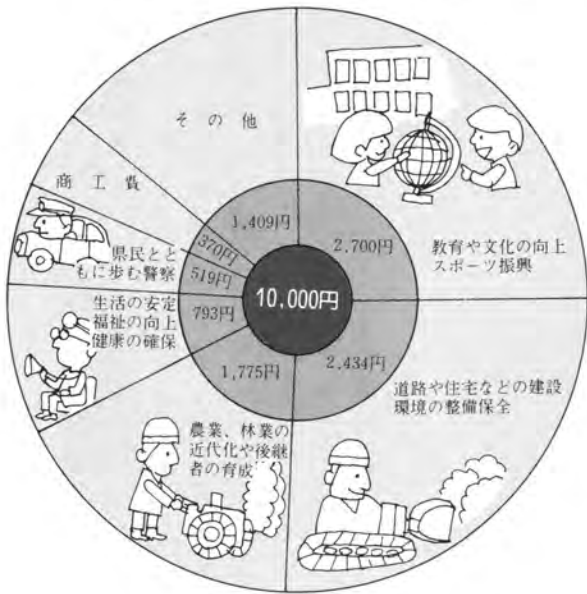 その他
商工費
県民とと
もに歩む警察
生活の安定
福祉の向上
健康の確保
農業、林業の
近代化や後継
者の育成
道路や住宅などの建設
環境の整備保全
教育や文化の向上
スポーツ振興
1,409円
370円
519円
793円
1,775円
2,434円
2,700円
10,000円